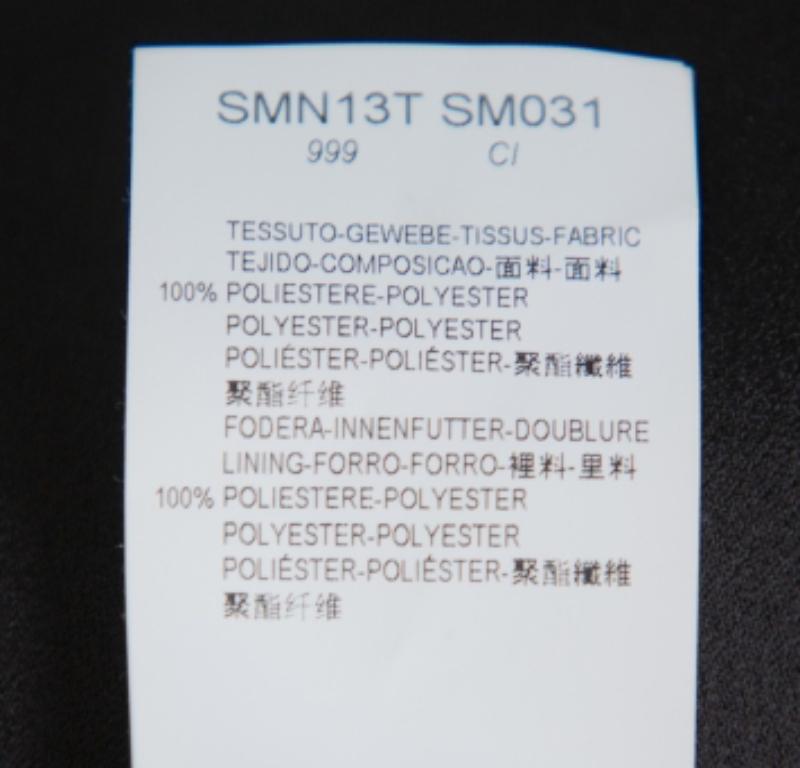 SMN13T SM031
999 CI
TESSUTO-GEWEBE-TISSUS-FABRIC
TEJIDO-COMPOSICAO-面料-面料
100% POLIESTERE-POLYESTER
POLYESTER-POLYESTER
POLIÉSTER-POLIÉSTER-聚酯纖維
聚酯纤维
FODERA-INNENFUTTER-DOUBLURE
LINING-FORRO-FORRO-裡料-里料
100% POLIESTERE-POLYESTER
POLYESTER-POLYESTER
POLIÉSTER-POLIÉSTER-聚酯纖維
聚酯纤维